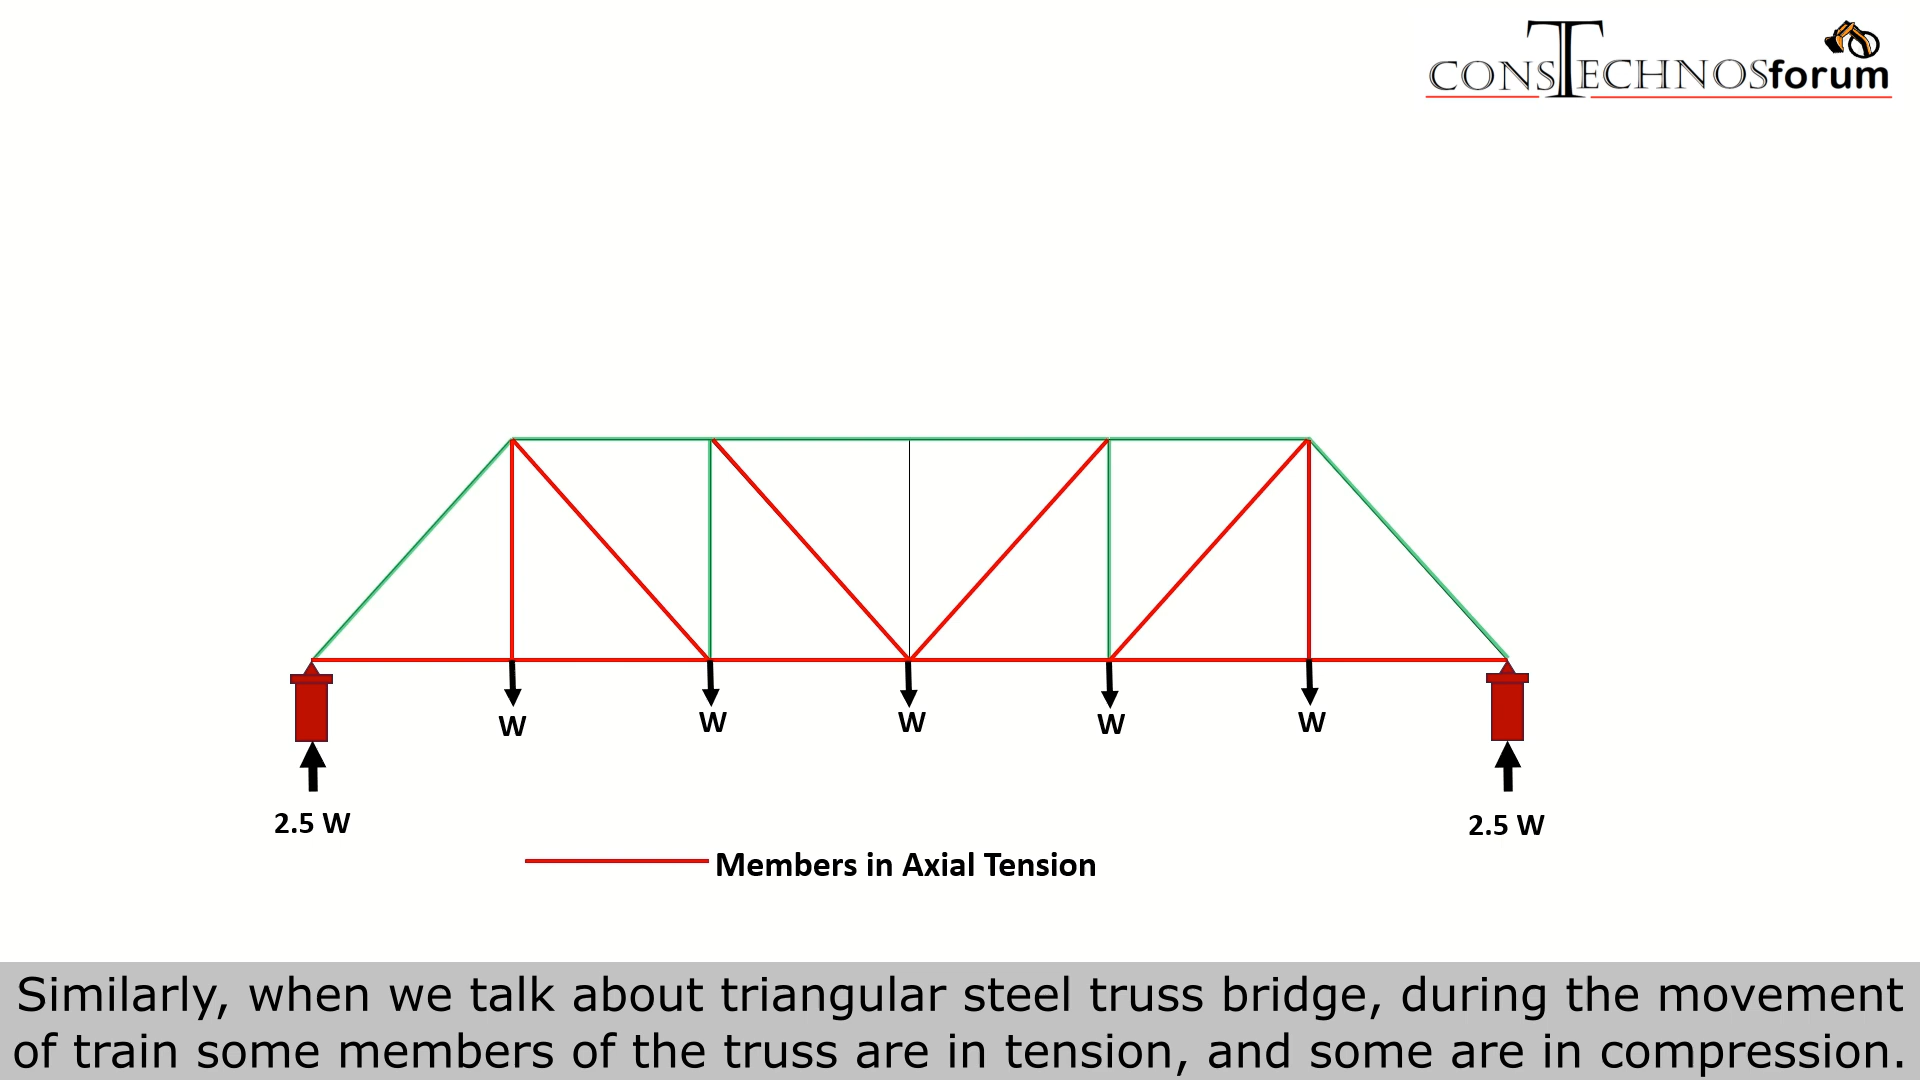 CONSTECHNOSforum
W
W
W
W
W
2.5 W
2.5 W
Members in Axial Tension
Similarly, when we talk about triangular steel truss bridge, during the movement
of train some members of the truss are in tension, and some are in compression.